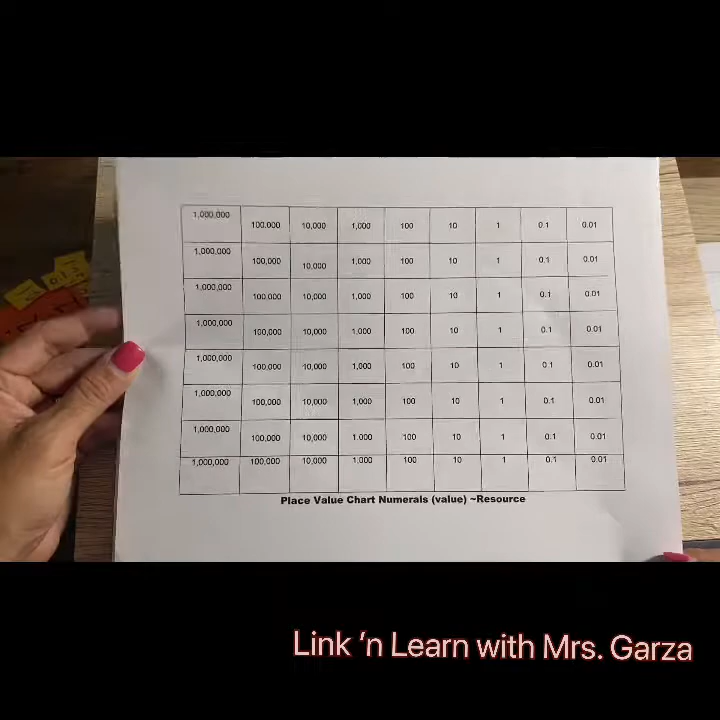 1,000,000 100,000 10,000 1,000 100 10 1 0.1 0.01
1,000,000 100,000 10,000 1,000 100 10 1 0.1 0.01
1,000,000 100,000 10,000 1,000 100 10 1 0.1 0.01
1,000,000 100,000 10,000 1,000 100 10 1 0.1 0.01
1,000,000 100,000 10,000 1,000 100 10 1 0.1 0.01
1,000,000 100,000 10,000 1,000 100 10 1 0.1 0.01
1,000,000 100,000 10,000 1,000 100 10 1 0.1 0.01
1,000,000 100,000 10,000 1,000 100 10 1 0.1 0.01
Place Value Chart Numerals (value) ~Resource
Link ’n Learn with Mrs. Garza